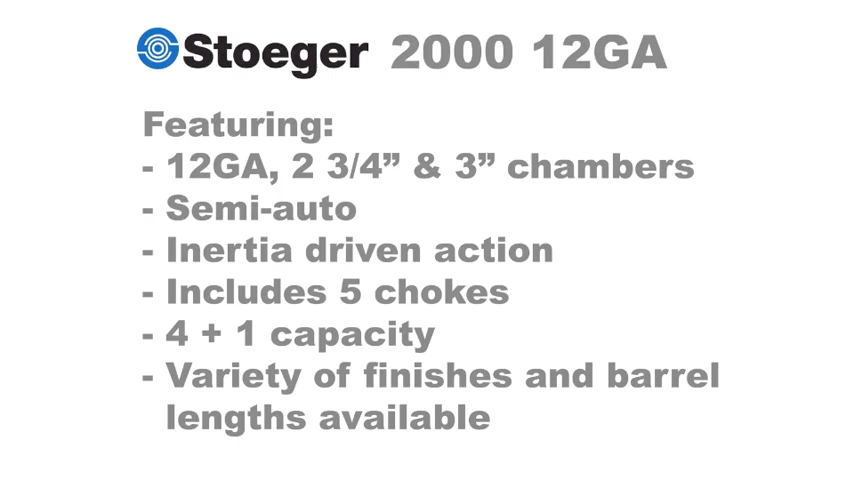 Stoeger 2000 12GA
Featuring:
- 12GA, 2 3/4” & 3” chambers
- Semi-auto
- Inertia driven action
- Includes 5 chokes
- 4 + 1 capacity
- Variety of finishes and barrel
lengths available